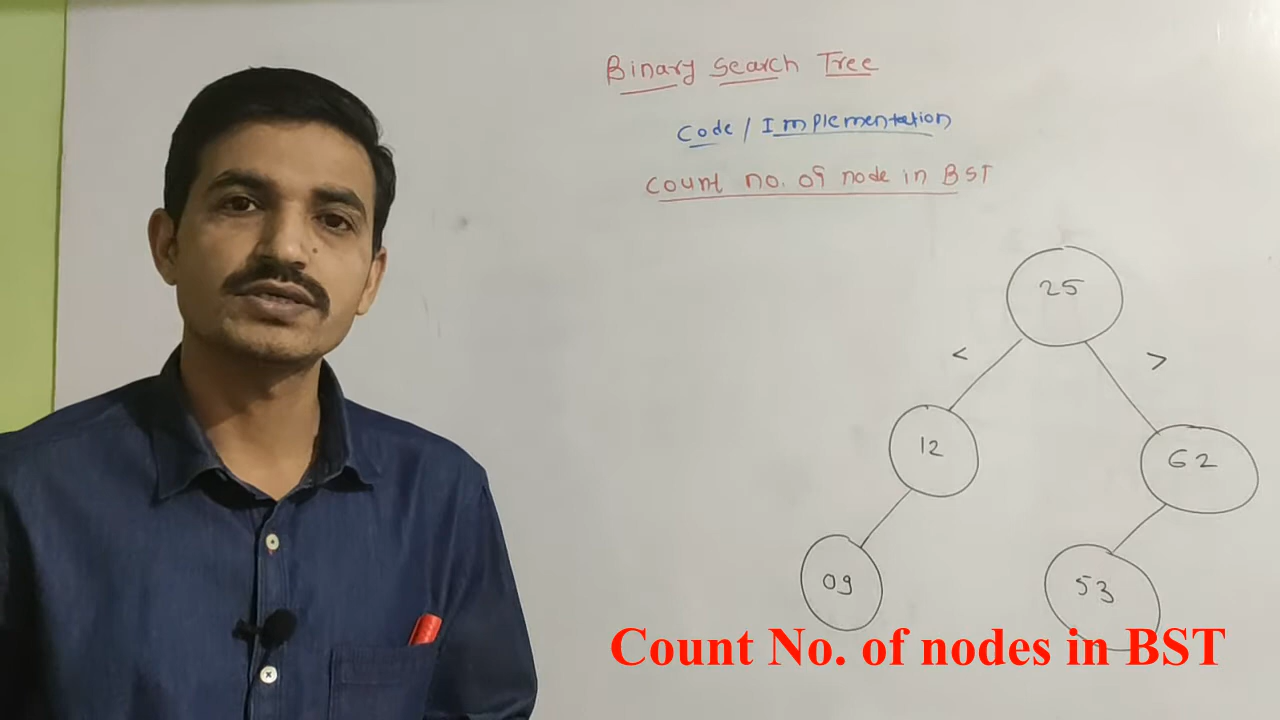 Binary Search Tree
Code / Implementation
Count no. of node in BST
25
< >
12
62
09
53
Count No. of nodes in BST